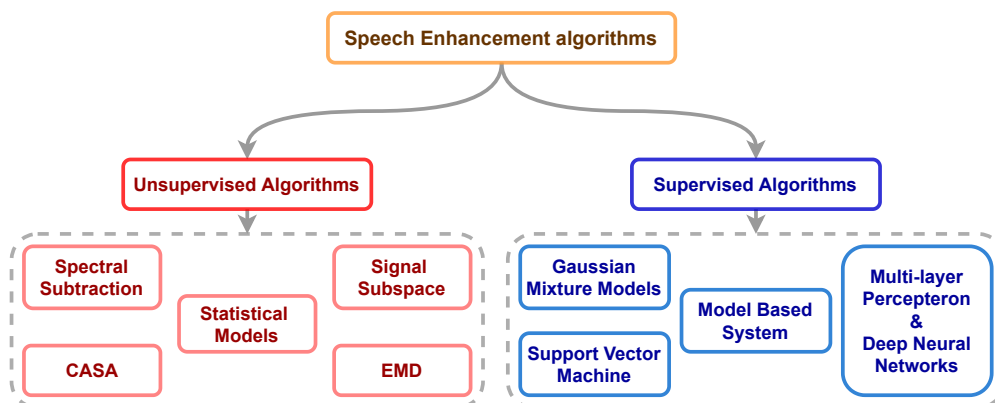 Speech Enhancement algorithms
Unsupervised Algorithms
Supervised Algorithms
Spectral
Subtraction
Statistical
Models
Signal
Subspace
CASA
EMD
Gaussian
Mixture Models
Support Vector
Machine
Model Based
System
Multi-layer
Percepteron
&
Deep Neural
Networks